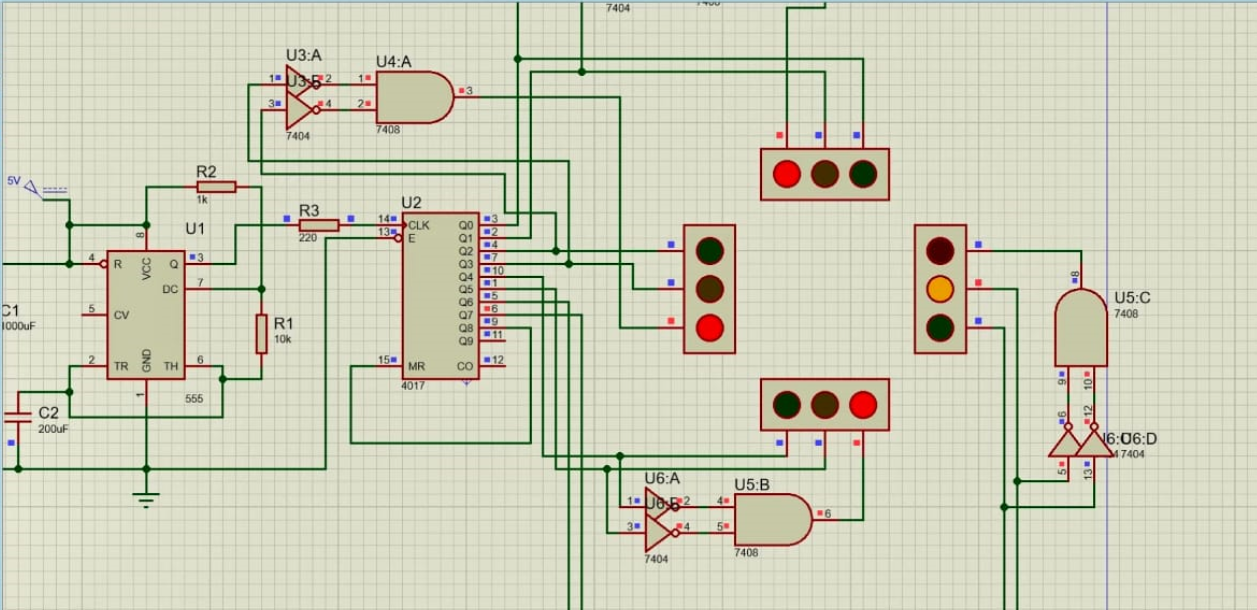 7404
U3:A
U4:A
1 2 1
U3:B
3
3 4 2
7404
7408
R2
1k
5V
U1
R3
220
U2
14 CLK Q0 3
13 E Q1 2
Q2 4
Q3 7
Q4 10
Q5 1
Q6 5
Q7 6
Q8 9
Q9 11
15 MR CO 12
4017
8
4 R VCC Q 3
DC 7
5 CV
2 TR GND TH 6
1
555
R1
10k
C1
1000uF
C2
200uF
8
U5:C
7408
9 10
6 12
U6:D
7404
5 13
U6:A
U5:B
1 2 4
U6:B
6
3 4 5
7404
7408